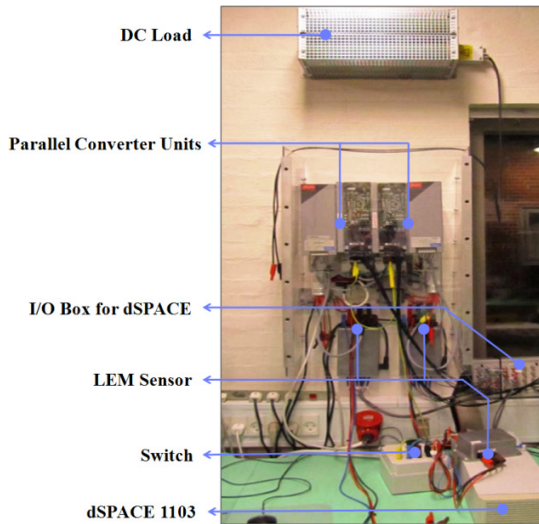 DC Load
Parallel Converter Units
I/O Box for dSPACE
LEM Sensor
Switch
dSPACE 1103